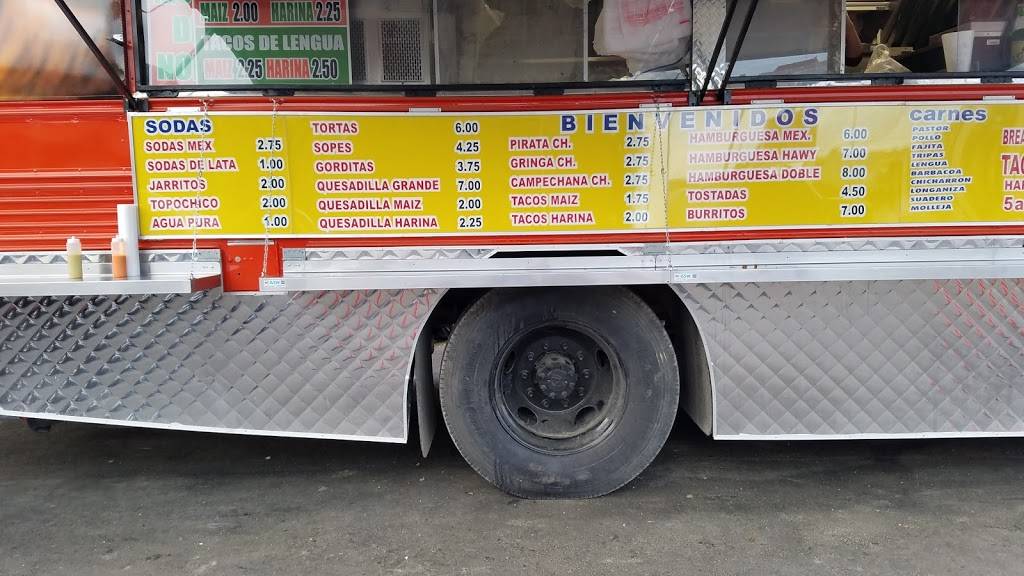 MAIZ 2.00 HARINA 2.25
TACOS DE LENGUA
MAIZ 2.25 HARINA 2.50
BIENVENIDOS
SODAS
SODAS MEX 2.75
SODAS DE LATA 1.00
JARRITOS 2.00
TOPOCHICO 2.00
AGUA PURA 1.00
TORTAS 6.00
SOPES 4.25
GORDITAS 3.75
QUESADILLA GRANDE 7.00
QUESADILLA MAIZ 2.00
QUESADILLA HARINA 2.25
PIRATA CH. 2.75
GRINGA CH. 2.75
CAMPECHANA CH. 2.75
TACOS MAIZ 1.75
TACOS HARINA 2.00
HAMBURGUESA MEX. 6.00
HAMBURGUESA HAWY 7.00
HAMBURGUESA DOBLE 8.00
TOSTADAS 4.50
BURRITOS 7.00
carnes
PASTOR
POLLO
FAJITA
TRIPAS
LENGUA
BARBACOA
CHICHARRON
LONGANIZA
SUADERO
MOLLEJA
BREA
TAC
HAR
5a